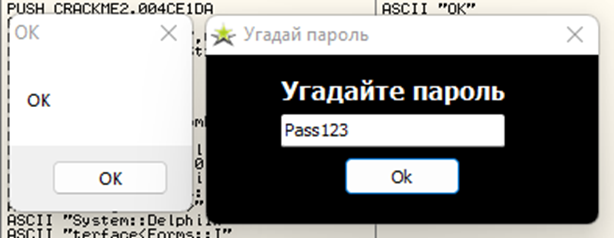 PUSH CRACKME2.004CE1DA
ASCII "OK"
OK
Угадай пароль
OK
Угадайте пароль
Pass123
OK
Ok
ASCII "System::Delphi
ASCII "terface<Forms::I"